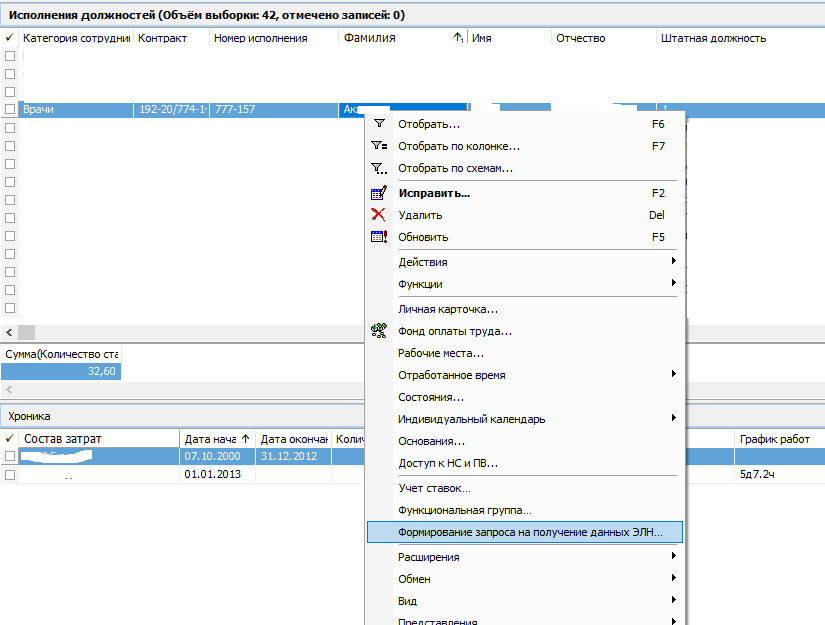 Исполнения должностей (Объём выборки: 42, отмечено записей: 0)
Категория сотрудни Контракт Номер исполнения Фамилия Имя Отчество Штатная должность
Врачи 192-20/774-1 777-157 Ак 1
Отобрать... F6
Отобрать по колонке... F7
Отобрать по схемам...
Исправить... F2
Удалить Del
Обновить F5
Действия
Функции
Личная карточка...
Фонд оплаты труда...
Рабочие места...
Отработанное время
Состояния...
Индивидуальный календарь
Основания...
Доступ к НС и ПВ...
Учет ставок...
Функциональная группа...
Формирование запроса на получение данных ЭЛН...
Расширения
Обмен
Вид
Представления
Сумма(Количество ста
32,60
Хроника
Состав затрат Дата нача Дата окончан Колич График работ
07.10.2000 31.12.2012
01.01.2013 5д7.2ч